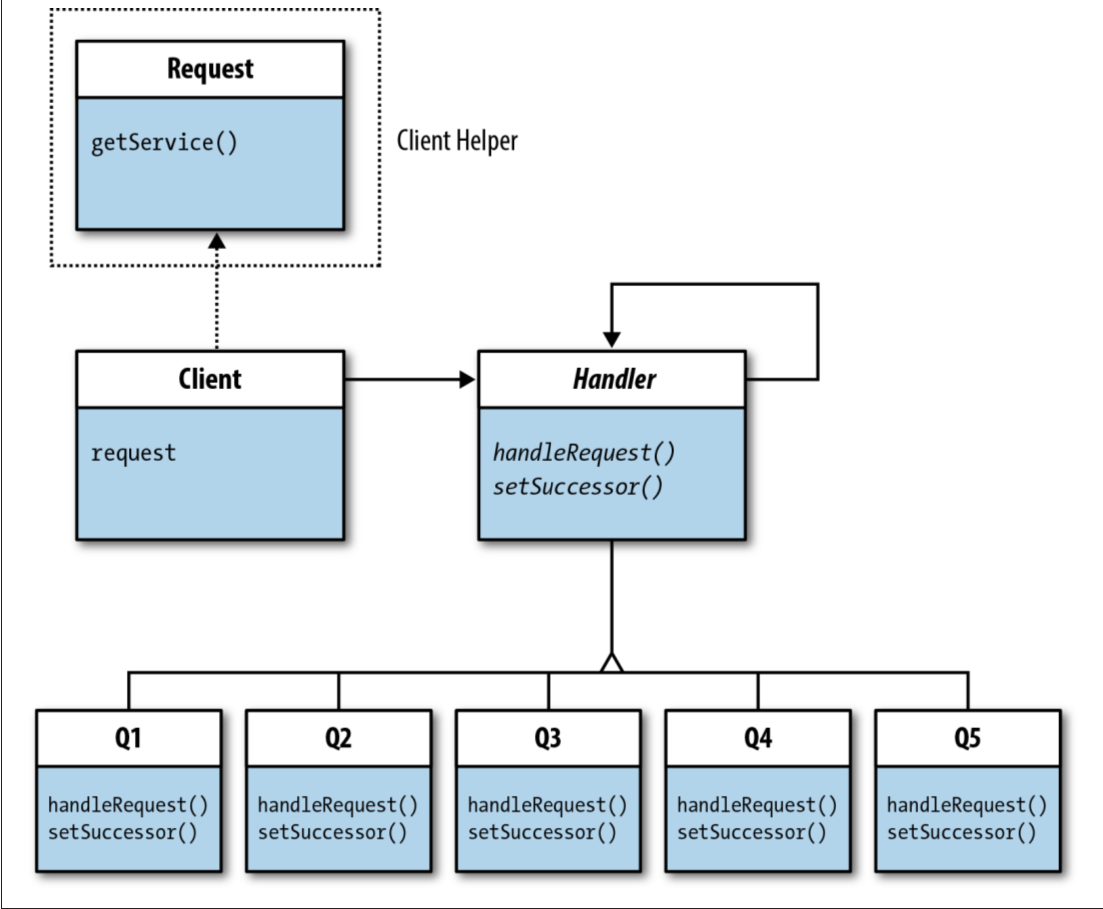 Request
getService()
Client Helper
Client
request
Handler
handleRequest()
setSuccessor()
Q1
handleRequest()
setSuccessor()
Q2
handleRequest()
setSuccessor()
Q3
handleRequest()
setSuccessor()
Q4
handleRequest()
setSuccessor()
Q5
handleRequest()
setSuccessor()